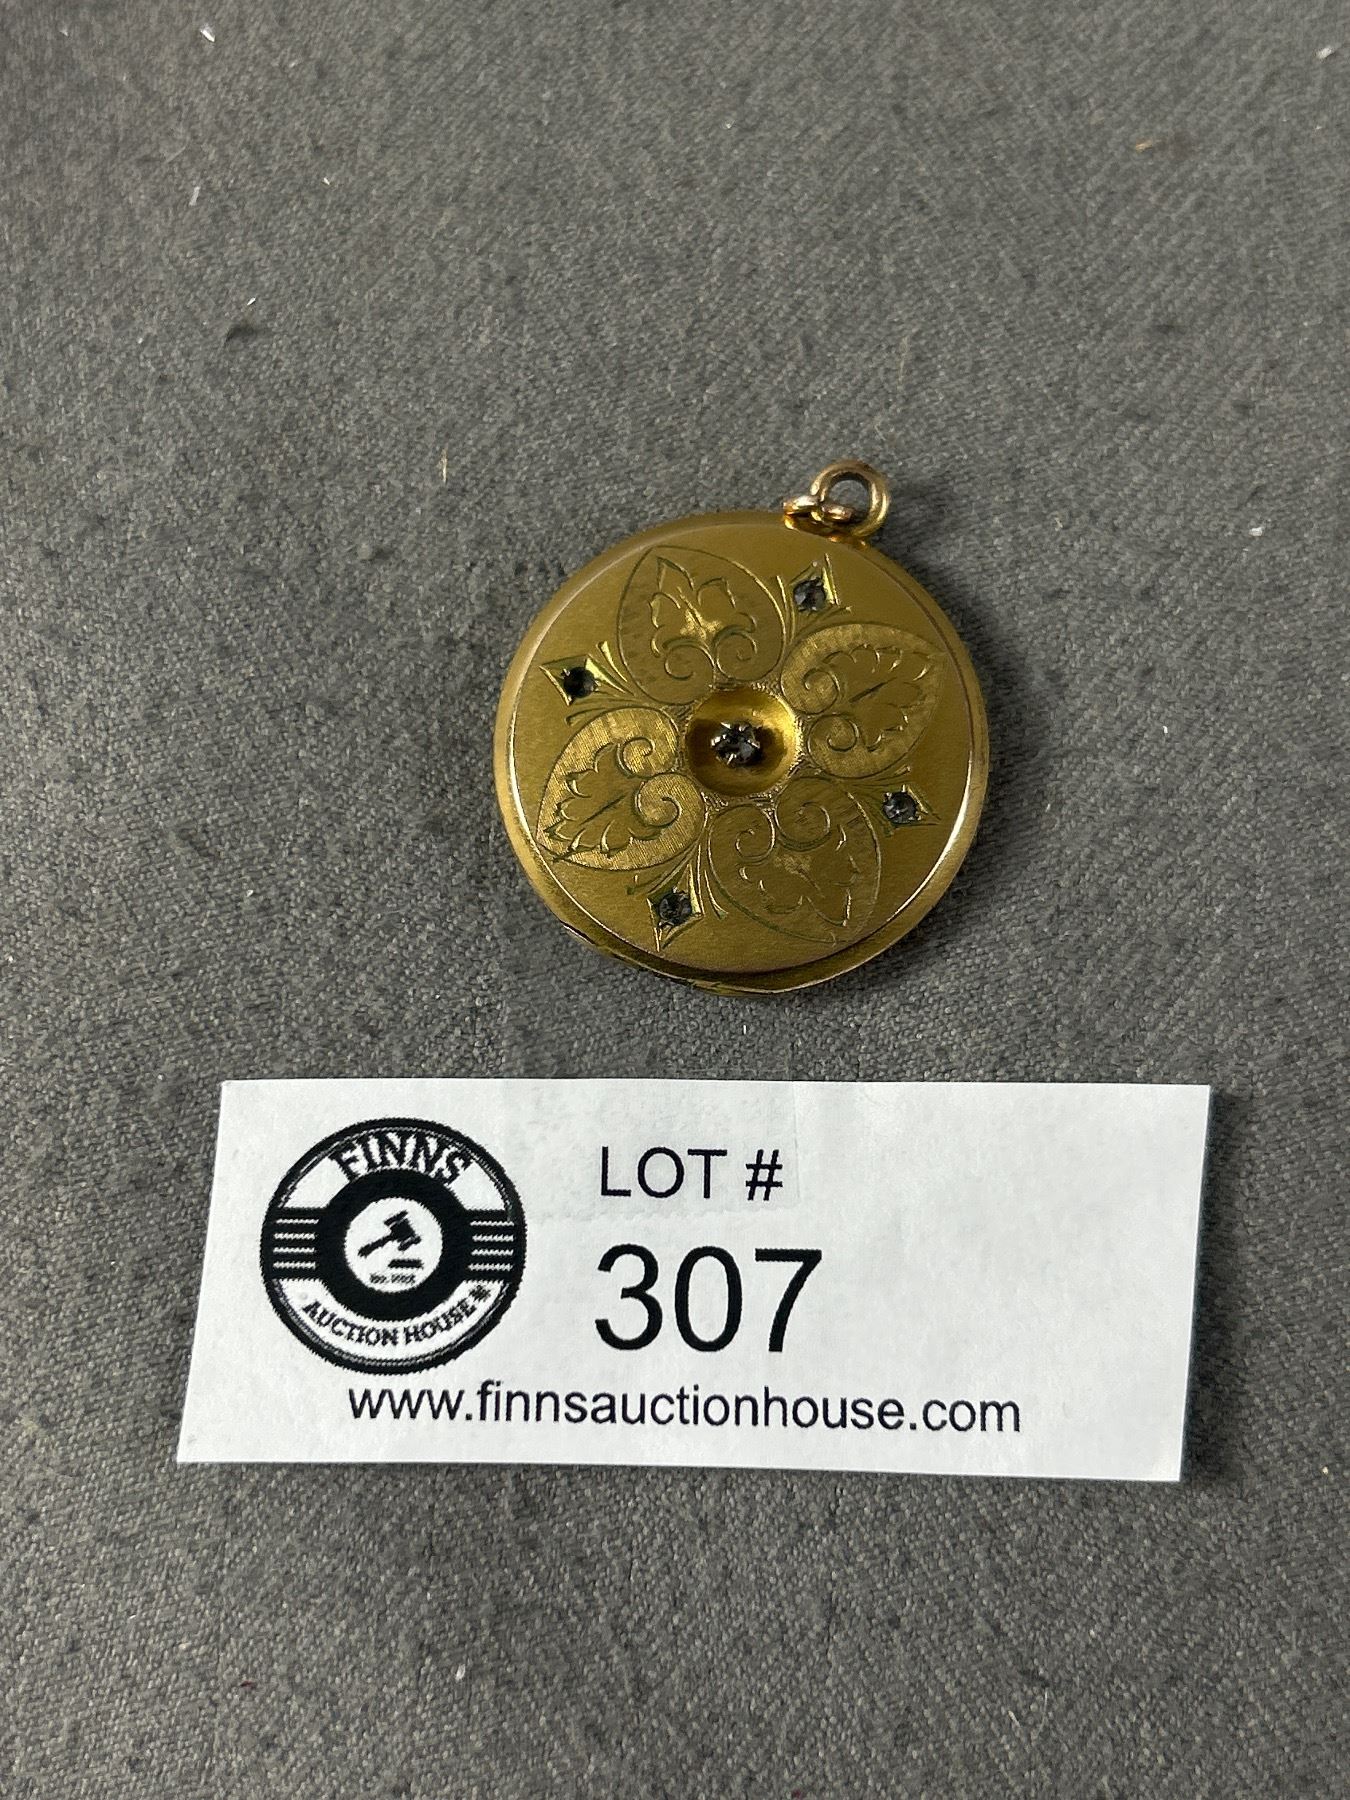 FINNS
AUCTION HOUSE
LOT #
307
www.finnsauctionhouse.com